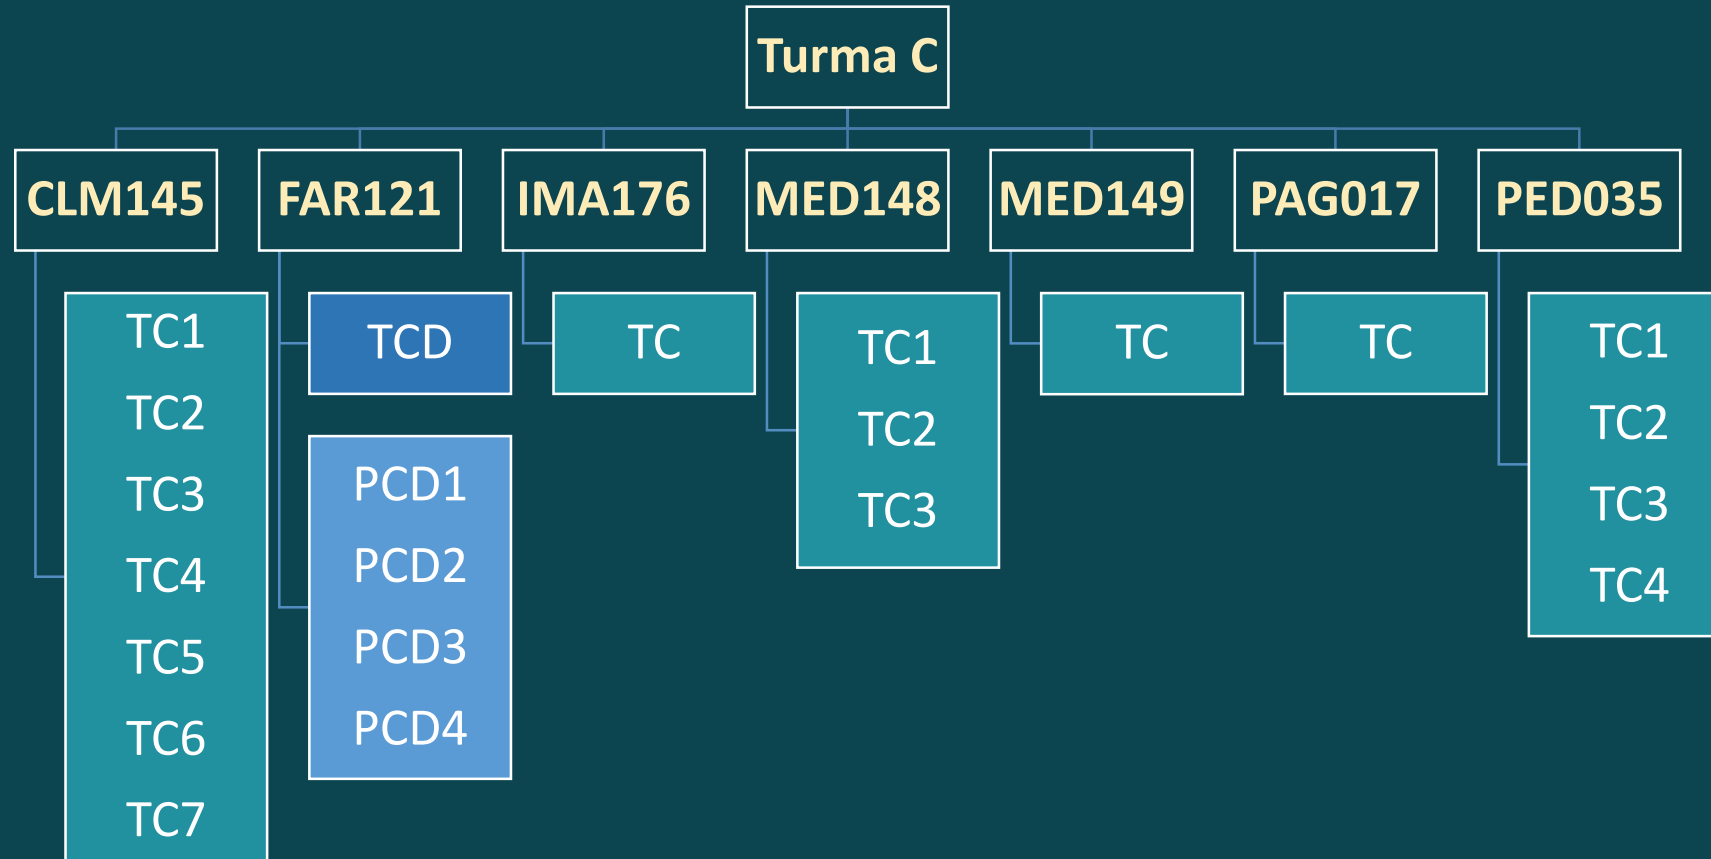 Turma C
CLM145
TC1
TC2
TC3
TC4
TC5
TC6
TC7
FAR121
TCD
PCD1
PCD2
PCD3
PCD4
IMA176
TC
MED148
TC1
TC2
TC3
MED149
TC
PAG017
TC
PED035
TC1
TC2
TC3
TC4